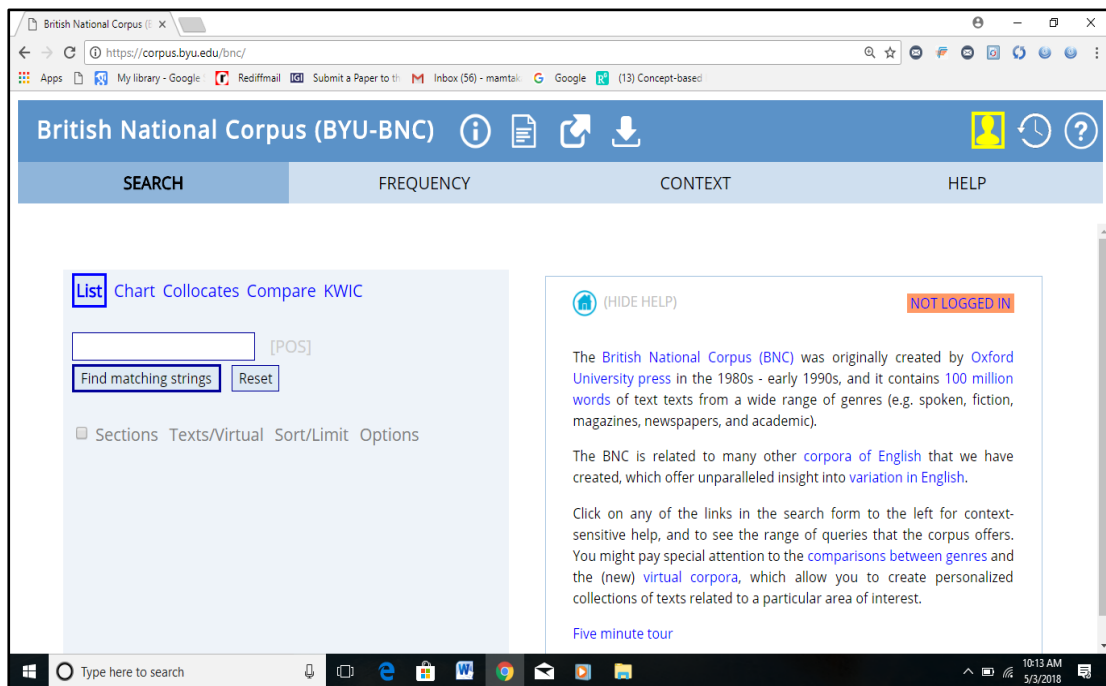 British National Corpus (B
https://corpus.byu.edu/bnc/
Apps My library - Google Rediffmail IGI Submit a Paper to th Inbox (56) - mamtak Google (13) Concept-based
British National Corpus (BYU-BNC)
SEARCH FREQUENCY CONTEXT HELP
List Chart Collocates Compare KWIC
[POS]
Find matching strings Reset
Sections Texts/Virtual Sort/Limit Options
(HIDE HELP) NOT LOGGED IN
The British National Corpus (BNC) was originally created by Oxford
University press in the 1980s - early 1990s, and it contains 100 million
words of text texts from a wide range of genres (e.g. spoken, fiction,
magazines, newspapers, and academic).
The BNC is related to many other corpora of English that we have
created, which offer unparalleled insight into variation in English.
Click on any of the links in the search form to the left for context-
sensitive help, and to see the range of queries that the corpus offers.
You might pay special attention to the comparisons between genres and
the (new) virtual corpora, which allow you to create personalized
collections of texts related to a particular area of interest.
Five minute tour
Type here to search
10:13 AM
5/3/2018